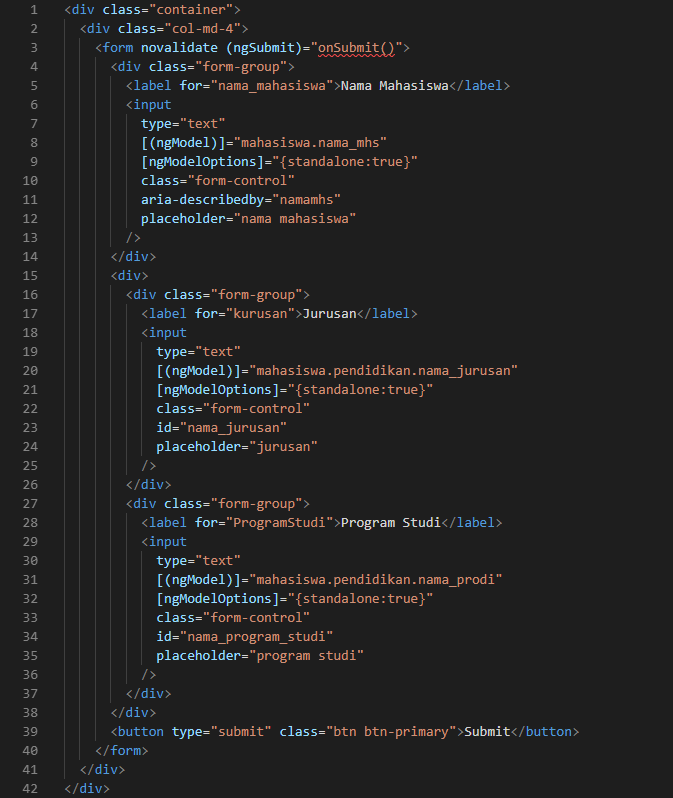 1 <div class="container">
2 <div class="col-md-4">
3 <form novalidate (ngSubmit)="onSubmit()">
4 <div class="form-group">
5 <label for="nama_mahasiswa">Nama Mahasiswa</label>
6 <input
7 type="text"
8 [(ngModel)]="mahasiswa.nama_mhs"
9 [ngModelOptions]="{standalone:true}"
10 class="form-control"
11 aria-describedby="namamhs"
12 placeholder="nama mahasiswa"
13 />
14 </div>
15 <div>
16 <div class="form-group">
17 <label for="kurusan">Jurusan</label>
18 <input
19 type="text"
20 [(ngModel)]="mahasiswa.pendidikan.nama_jurusan"
21 [ngModelOptions]="{standalone:true}"
22 class="form-control"
23 id="nama_jurusan"
24 placeholder="jurusan"
25 />
26 </div>
27 <div class="form-group">
28 <label for="ProgramStudi">Program Studi</label>
29 <input
30 type="text"
31 [(ngModel)]="mahasiswa.pendidikan.nama_prodi"
32 [ngModelOptions]="{standalone:true}"
33 class="form-control"
34 id="nama_program_studi"
35 placeholder="program studi"
36 />
37 </div>
38 </div>
39 <button type="submit" class="btn btn-primary">Submit</button>
40 </form>
41 </div>
42 </div>